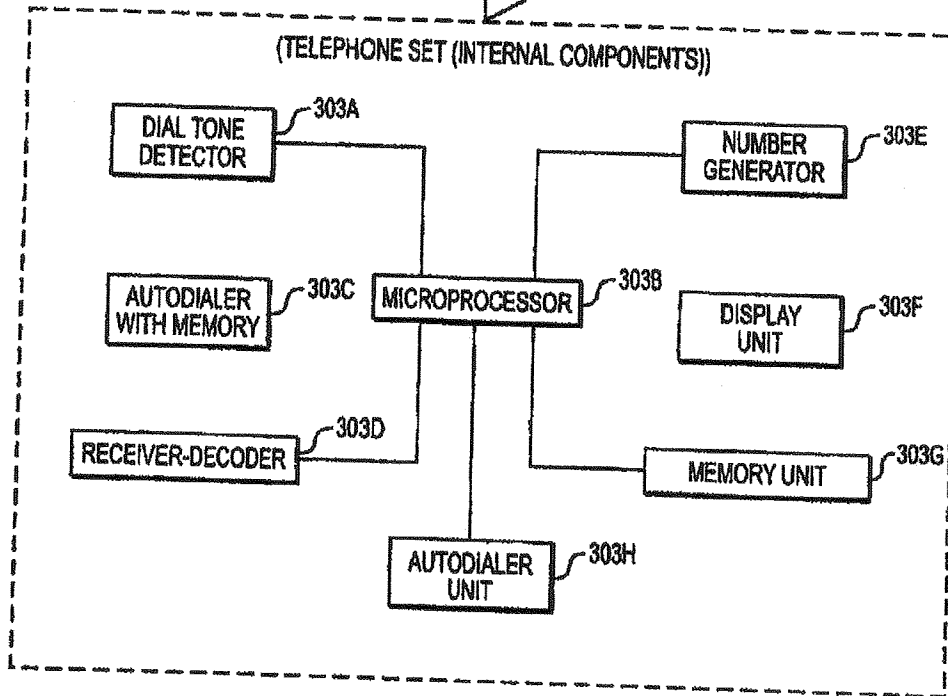 (TELEPHONE SET (INTERNAL COMPONENTS))
303A
DIAL TONE
DETECTOR
NUMBER
GENERATOR
303E
AUTODIALER
WITH MEMORY
303C
MICROPROCESSOR
303B
DISPLAY
UNIT
303F
RECEIVER-DECODER
303D
MEMORY UNIT
303G
AUTODIALER
UNIT
303H